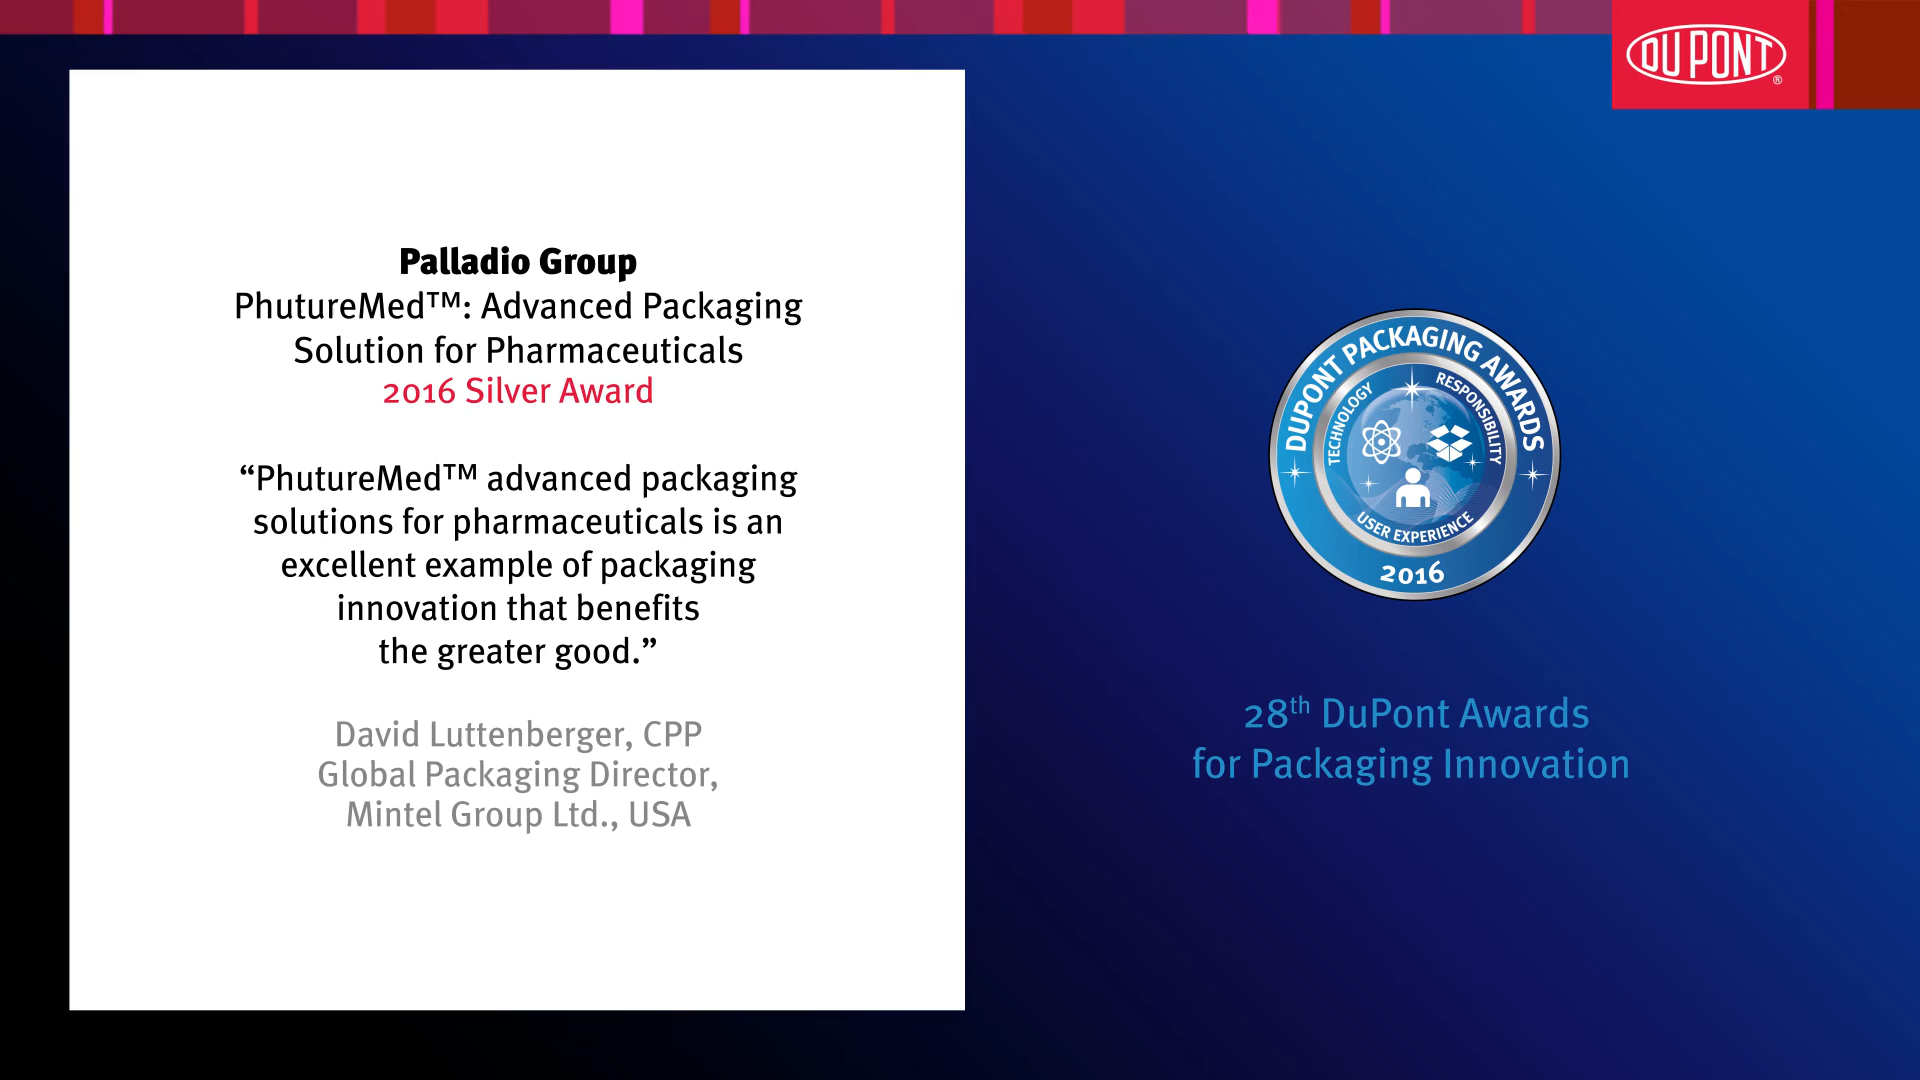 DU PONT®
Palladio Group
PhutureMed™: Advanced Packaging
Solution for Pharmaceuticals
2016 Silver Award
“PhutureMed™ advanced packaging
solutions for pharmaceuticals is an
excellent example of packaging
innovation that benefits
the greater good.”
David Luttenberger, CPP
Global Packaging Director,
Mintel Group Ltd., USA
DUPONT PACKAGING AWARDS
TECHNOLOGY
RESPONSIBILITY
USER EXPERIENCE
2016
28th DuPont Awards
for Packaging Innovation